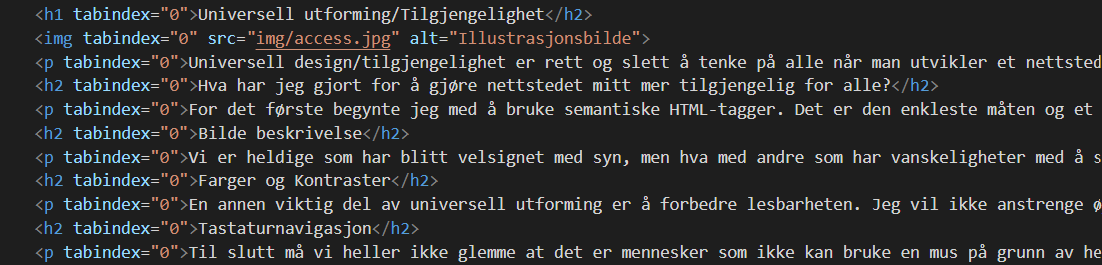 <h1 tabindex="0">Universell utforming/Tilgjengelighet</h2>
<img tabindex="0" src="img/access.jpg" alt="Illustrasjonsbilde">
<p tabindex="0">Universell design/tilgjengelighet er rett og slett å tenke på alle når man utvikler et nettsted
<h2 tabindex="0">Hva har jeg gjort for å gjøre nettstedet mitt mer tilgjengelig for alle?</h2>
<p tabindex="0">For det første begynte jeg med å bruke semantiske HTML-tagger. Det er den enkleste måten og et
<h2 tabindex="0">Bilde beskrivelse</h2>
<p tabindex="0">Vi er heldige som har blitt velsignet med syn, men hva med andre som har vanskeligheter med å s
<h2 tabindex="0">Farger og Kontraster</h2>
<p tabindex="0">En annen viktig del av universell utforming er å forbedre lesbarheten. Jeg vil ikke anstrenge ø
<h2 tabindex="0">Tastaturnavigasjon</h2>
<p tabindex="0">Til slutt må vi heller ikke glemme at det er mennesker som ikke kan bruke en mus på grunn av he